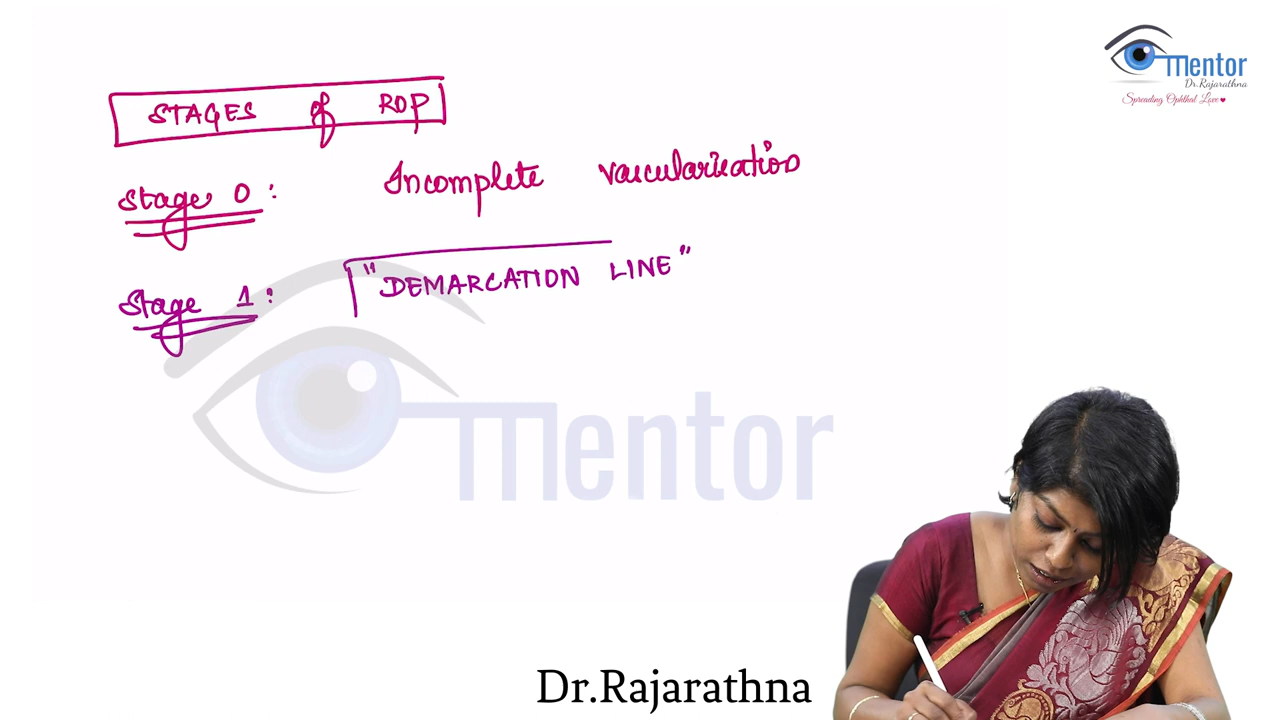 mentor
Dr.Rajarathna
Spreading Ophthal Love
STAGES of ROP
Stage 0: Incomplete vascularisation
Stage 1: "DEMARCATION LINE"
mentor
Dr.Rajarathna